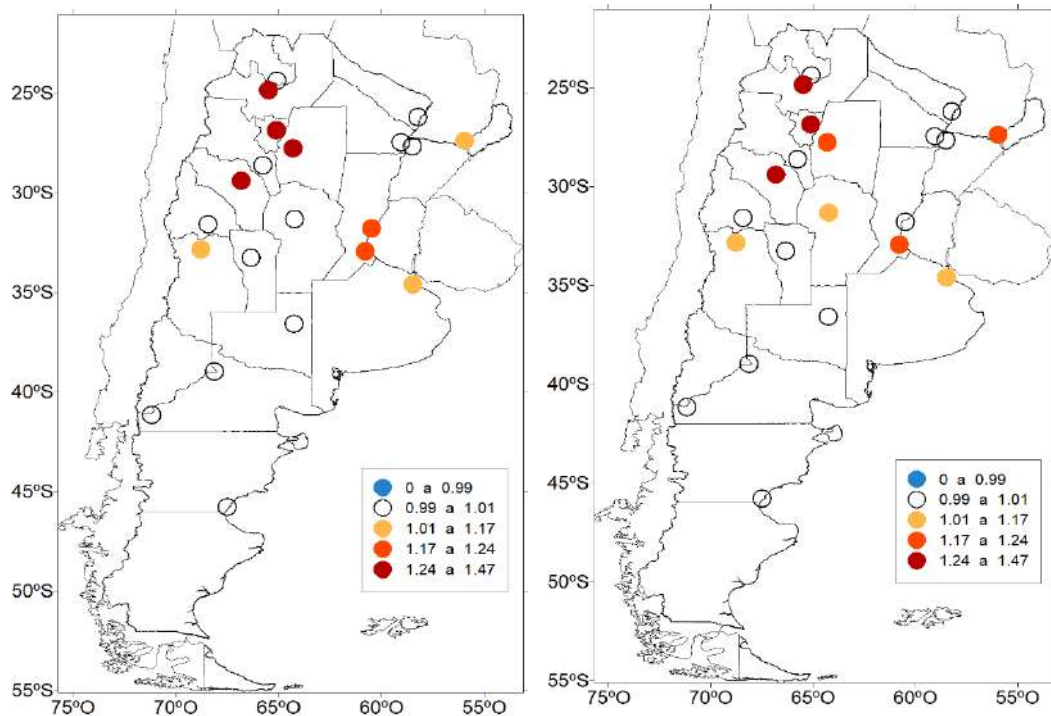 25ºS
30ºS
35ºS
40ºS
45ºS
50ºS
55ºS
75ºO 70ºO 65ºO 60ºO 55ºO
0 a 0.99
0.99 a 1.01
1.01 a 1.17
1.17 a 1.24
1.24 a 1.47
25ºS
30ºS
35ºS
40ºS
45ºS
50ºS
55ºS
75ºO 70ºO 65ºO 60ºO 55ºO
0 a 0.99
0.99 a 1.01
1.01 a 1.17
1.17 a 1.24
1.24 a 1.47